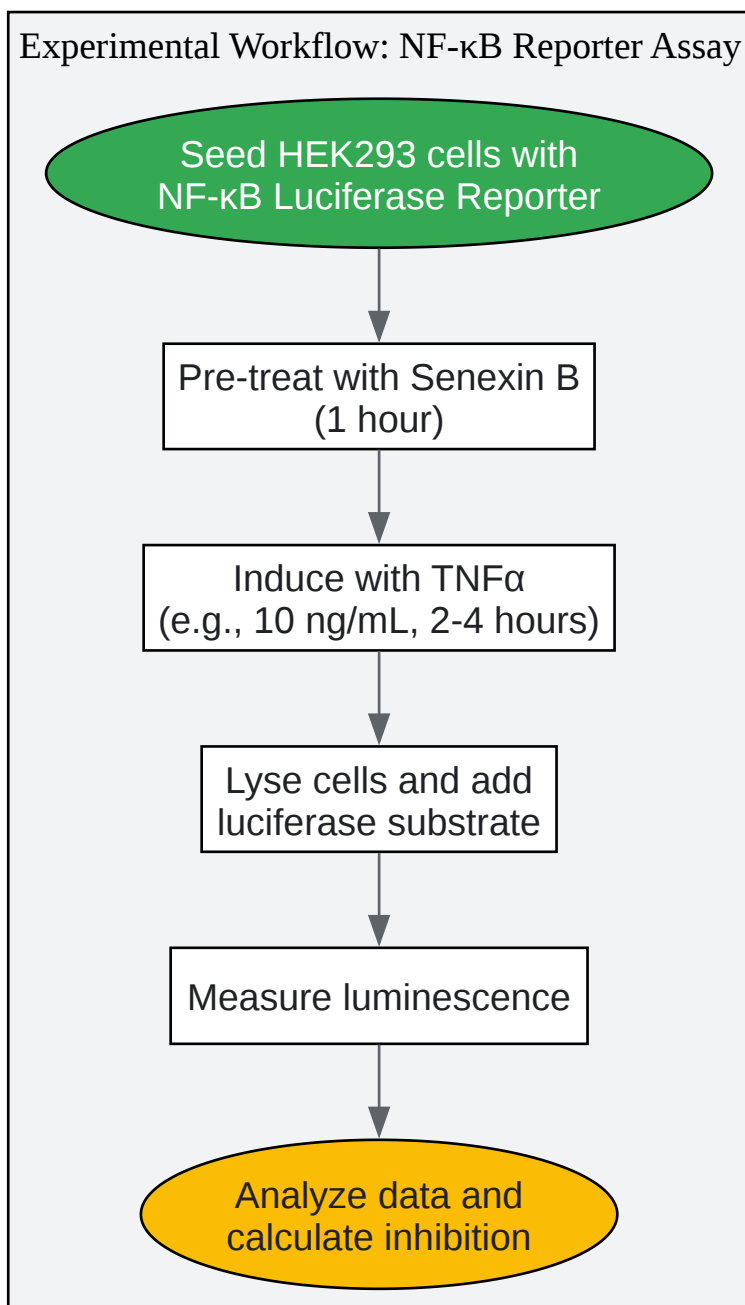 Experimental Workflow: NF-κB Reporter Assay
Seed HEK293 cells with
NF-κB Luciferase Reporter
Pre-treat with Senexin B
(1 hour)
Induce with TNFα
(e.g., 10 ng/mL, 2-4 hours)
Lyse cells and add
luciferase substrate
Measure luminescence
Analyze data and
calculate inhibition